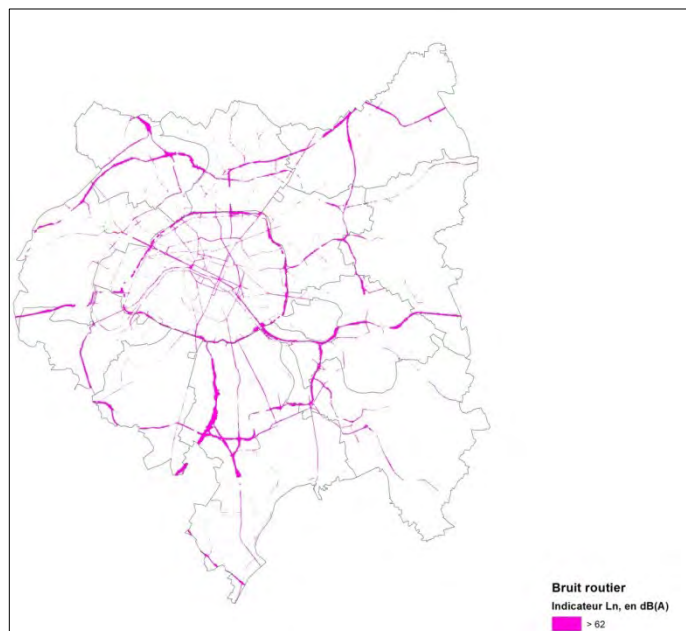 Bruit routier
Indicateur Ln, en dB(A)
> 62